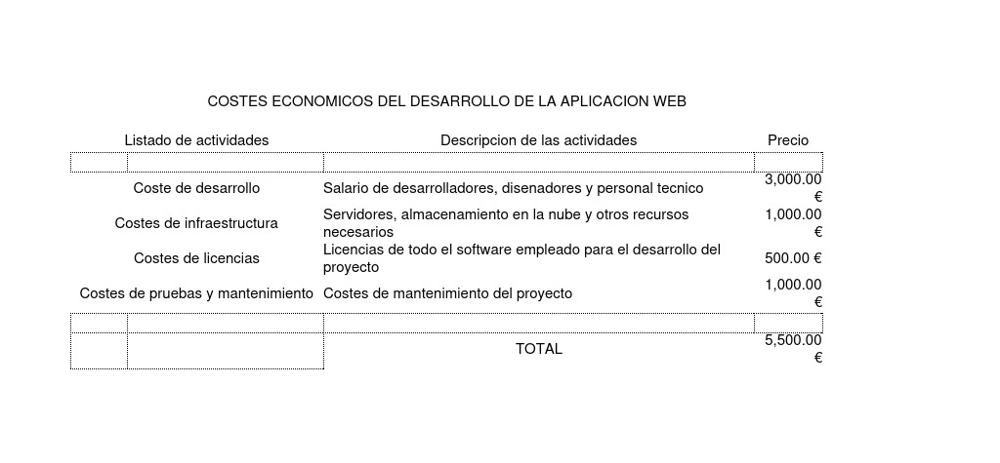 COSTES ECONOMICOS DEL DESARROLLO DE LA APLICACION WEB
Listado de actividades Descripcion de las actividades Precio
Coste de desarrollo Salario de desarrolladores, disenadores y personal tecnico 3,000.00 €
Costes de infraestructura Servidores, almacenamiento en la nube y otros recursos necesarios 1,000.00 €
Costes de licencias Licencias de todo el software empleado para el desarrollo del proyecto 500.00 €
Costes de pruebas y mantenimiento Costes de mantenimiento del proyecto 1,000.00 €
TOTAL 5,500.00 €